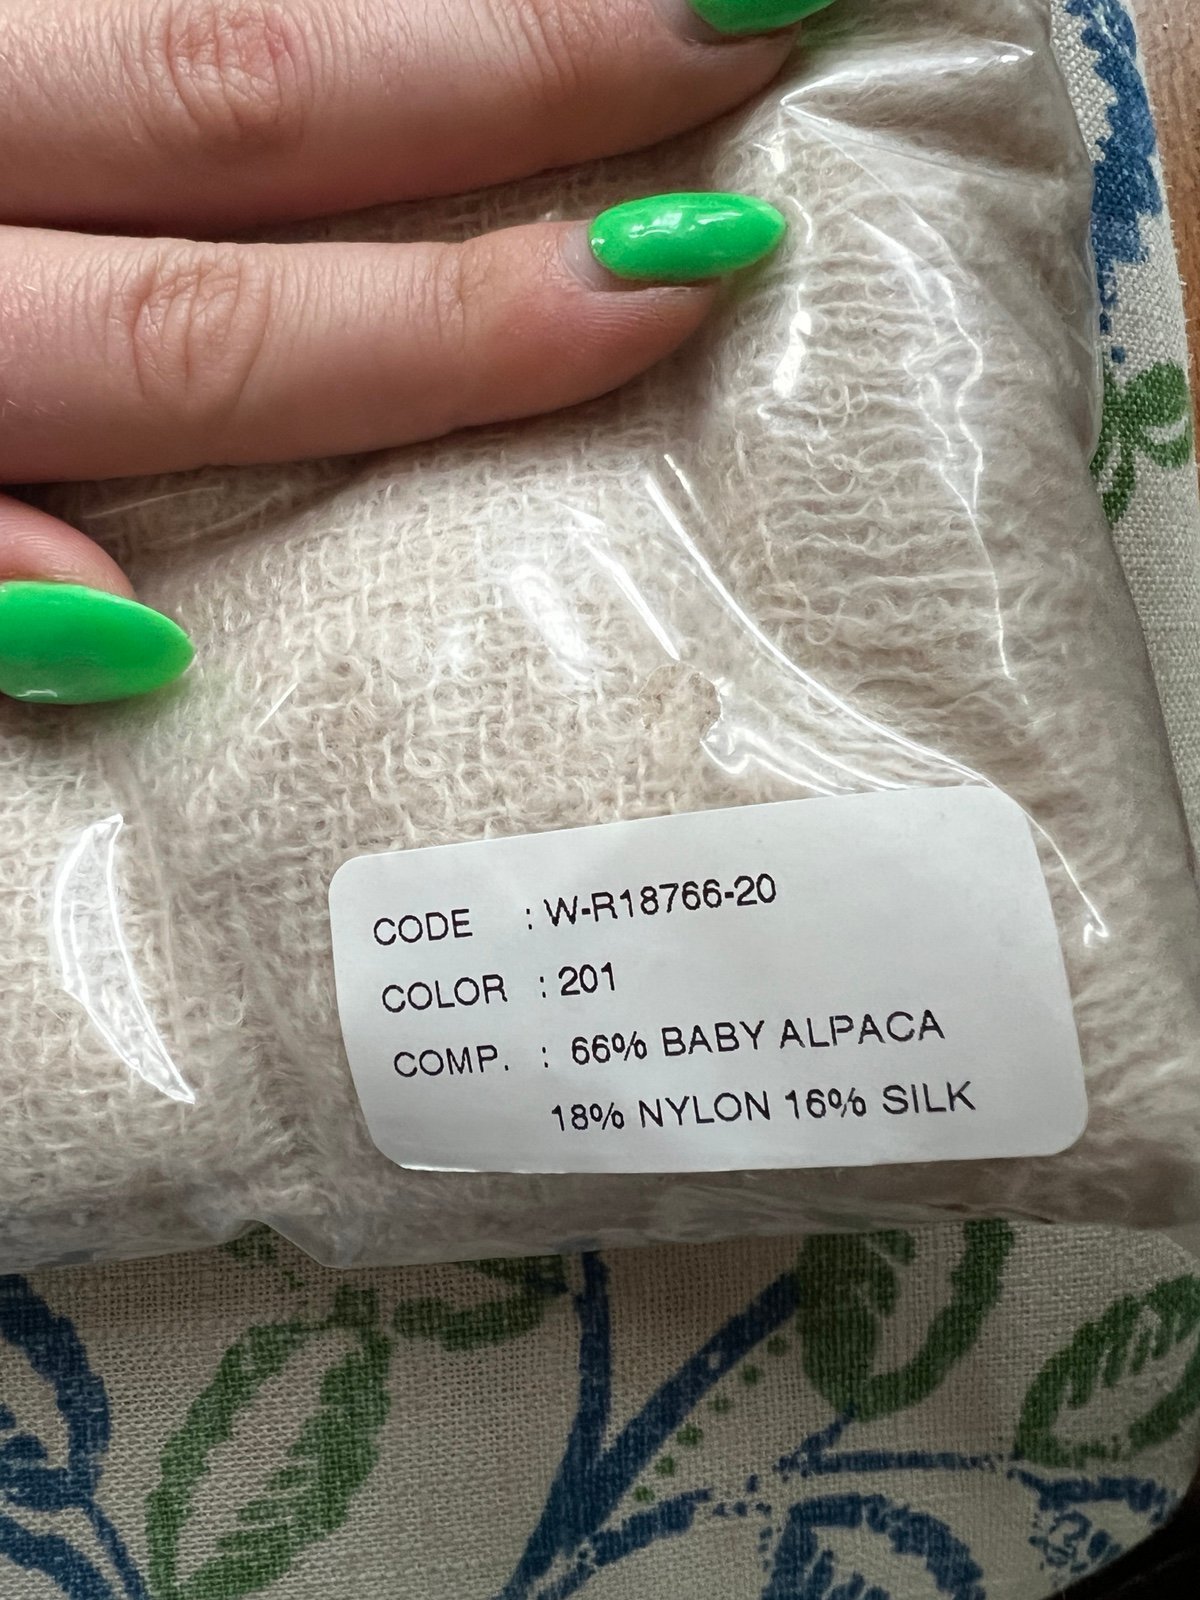 CODE : W-R18766-20
COLOR : 201
COMP. : 66% BABY ALPACA
18% NYLON 16% SILK